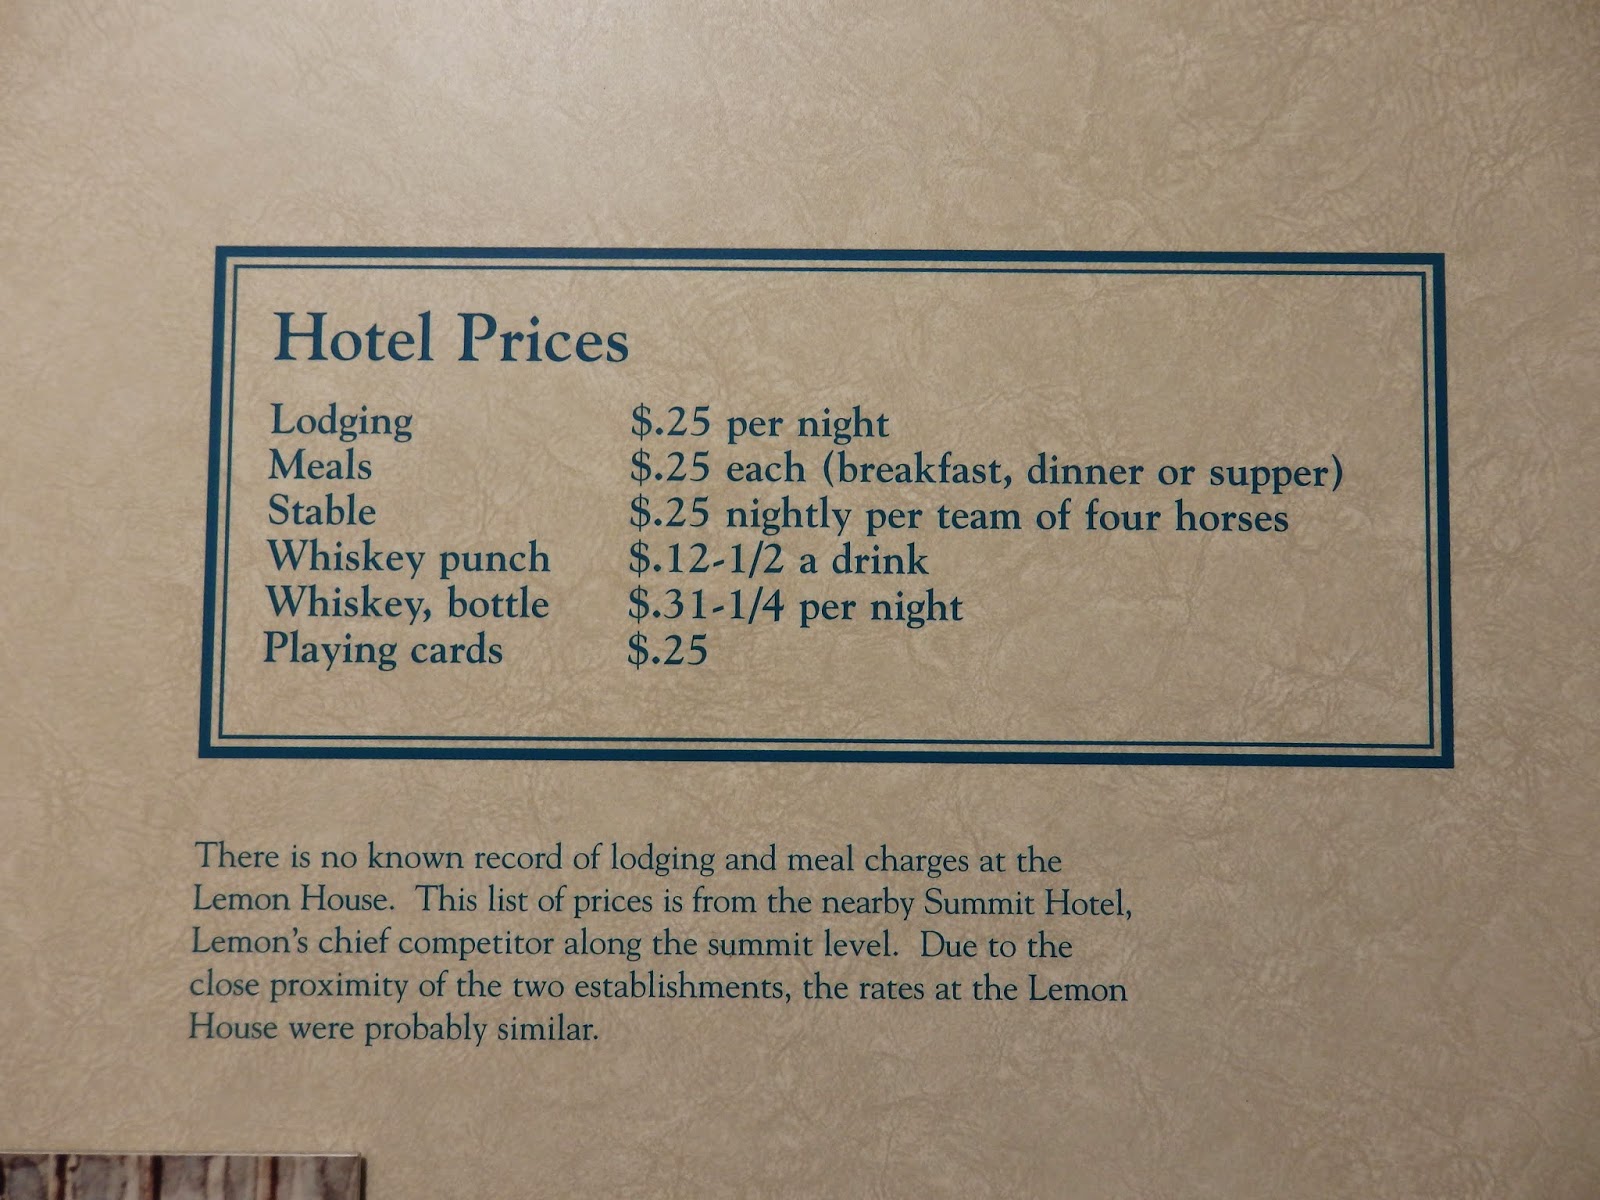 Hotel Prices
Lodging $.25 per night
Meals $.25 each (breakfast, dinner or supper)
Stable $.25 nightly per team of four horses
Whiskey punch $.12-1/2 a drink
Whiskey, bottle $.31-1/4 per night
Playing cards $.25
There is no known record of lodging and meal charges at the
Lemon House.  This list of prices is from the nearby Summit Hotel,
Lemon's chief competitor along the summit level.  Due to the
close proximity of the two establishments, the rates at the Lemon
House were probably similar.